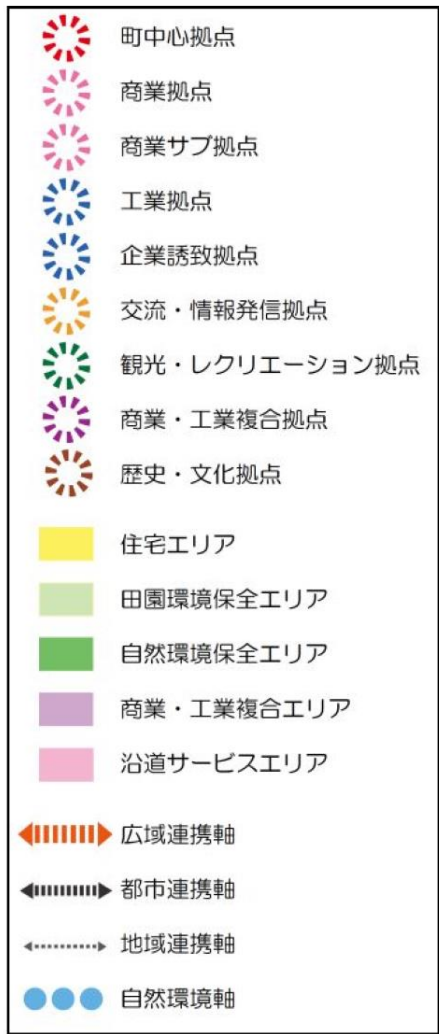 町中心拠点
商業拠点
商業サブ拠点
工業拠点
企業誘致拠点
交流・情報発信拠点
観光・レクリエーション拠点
商業・工業複合拠点
歴史・文化拠点
住宅エリア
田園環境保全エリア
自然環境保全エリア
商業・工業複合エリア
沿道サービスエリア
広域連携軸
都市連携軸
地域連携軸
自然環境軸